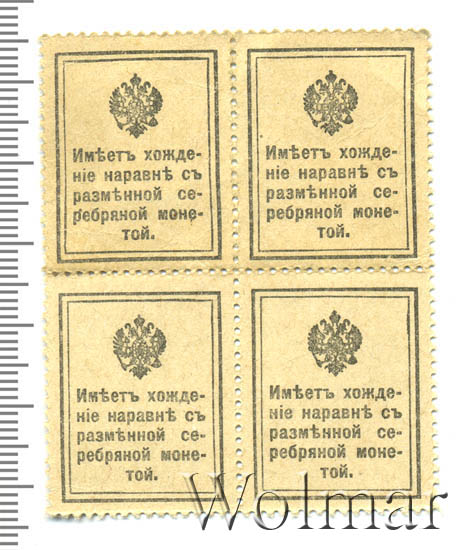 Имѣетъ хожде-
ніе наравнѣ съ
размѣнной се-
ребряной моне-
той.
Имѣетъ хожде-
ніе наравнѣ съ
размѣнной се-
ребряной моне-
той.
Имѣетъ хожде-
ніе наравнѣ съ
размѣнной се-
ребряной моне-
той.
Имѣетъ хожде-
ніе наравнѣ съ
размѣнной се-
ребряной моне-
той.
Wolmar